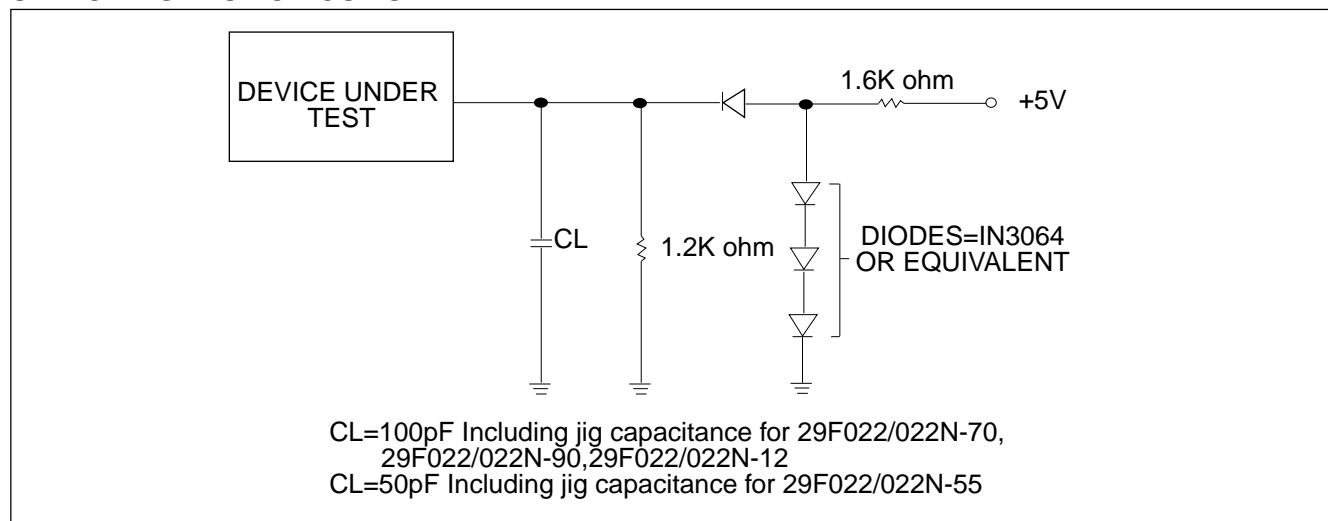 DEVICE UNDER
TEST
1.6K ohm
+5V
CL
1.2K ohm
DIODES=IN3064
OR EQUIVALENT
CL=100pF Including jig capacitance for 29F022/022N-70,
29F022/022N-90,29F022/022N-12
CL=50pF Including jig capacitance for 29F022/022N-55